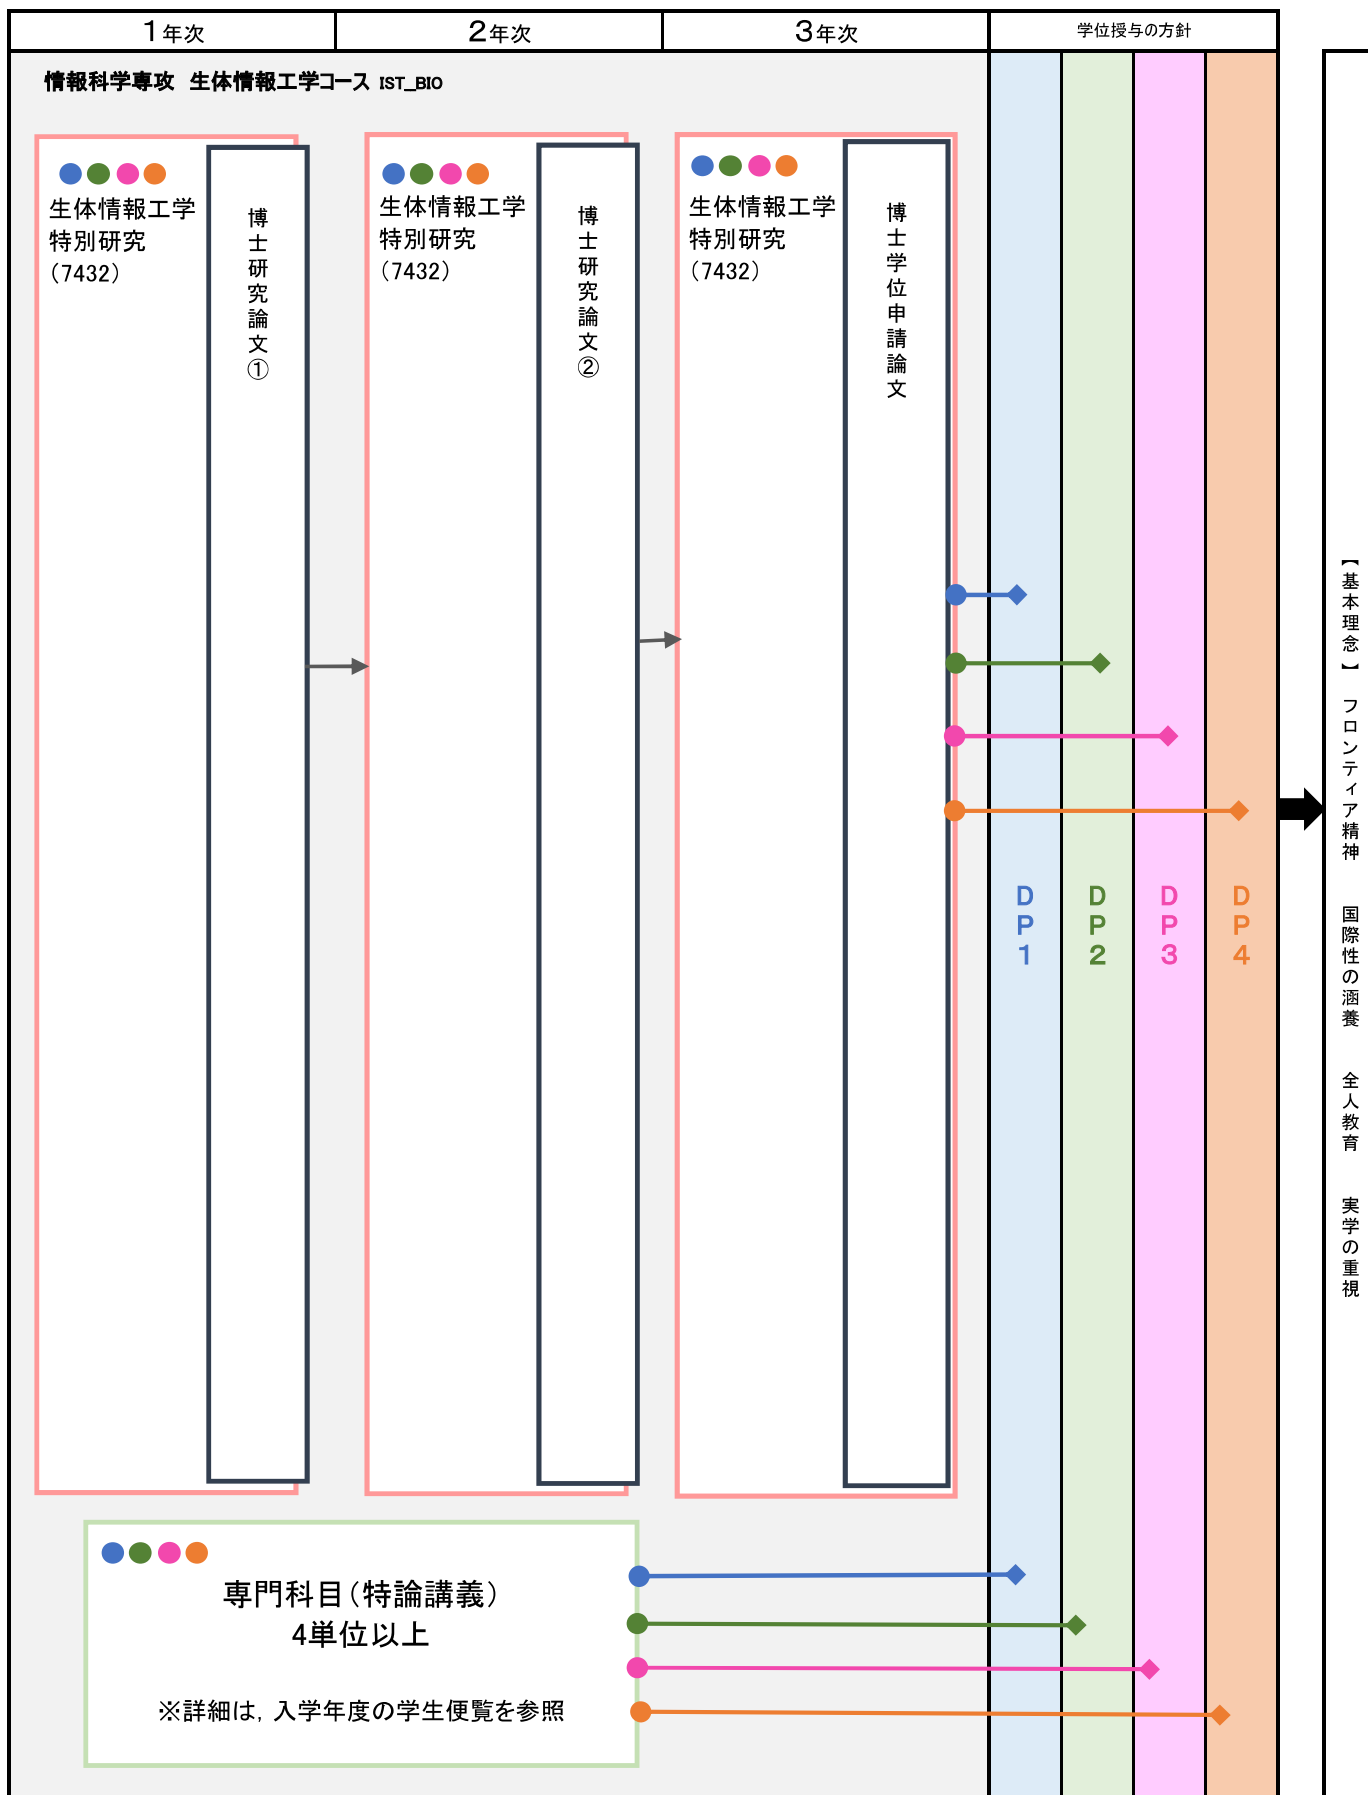 1年次
2年次
3年次
学位授与の方針
情報科学専攻 生体情報工学コース IST_BIO
生体情報工学
特別研究
(7432)
博士研究論文①
生体情報工学
特別研究
(7432)
博士研究論文②
生体情報工学
特別研究
(7432)
博士学位申請論文
DP1
DP2
DP3
DP4
【基本理念】 フロンティア精神 国際性の涵養 全人教育 実学の重視
専門科目(特論講義)
4単位以上
※詳細は，入学年度の学生便覧を参照